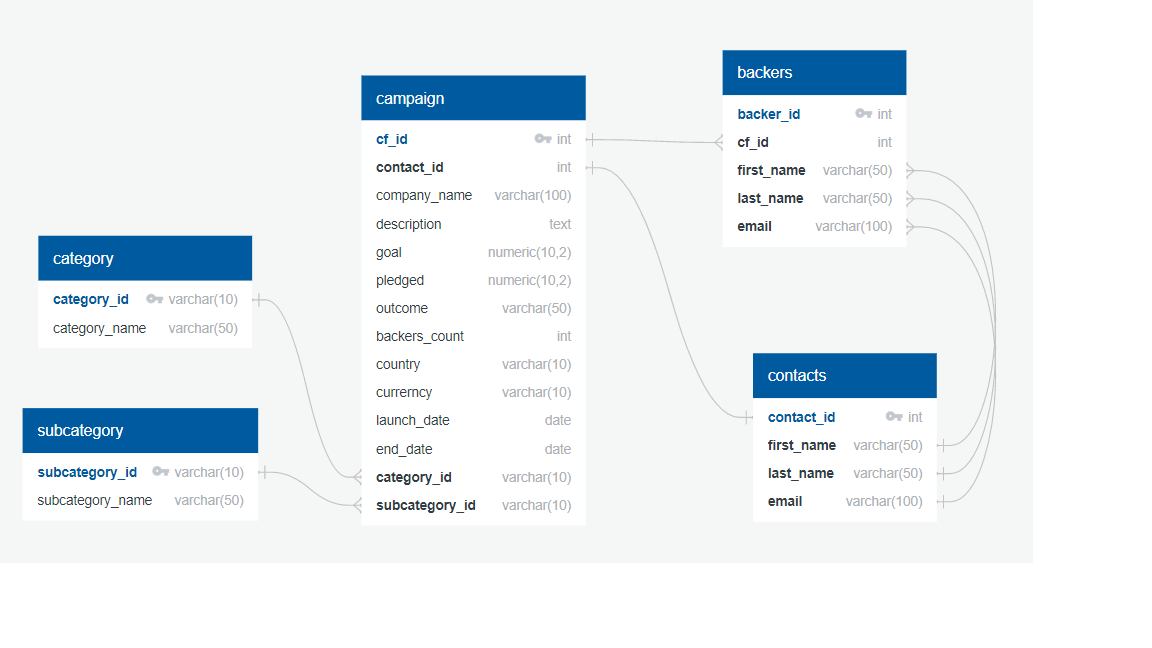 campaign
cf_id int
contact_id int
company_name varchar(100)
description text
goal numeric(10,2)
pledged numeric(10,2)
outcome varchar(50)
backers_count int
country varchar(10)
currerncy varchar(10)
launch_date date
end_date date
category_id varchar(10)
subcategory_id varchar(10)
backers
backer_id int
cf_id int
first_name varchar(50)
last_name varchar(50)
email varchar(100)
category
category_id varchar(10)
category_name varchar(50)
subcategory
subcategory_id varchar(10)
subcategory_name varchar(50)
contacts
contact_id int
first_name varchar(50)
last_name varchar(50)
email varchar(100)